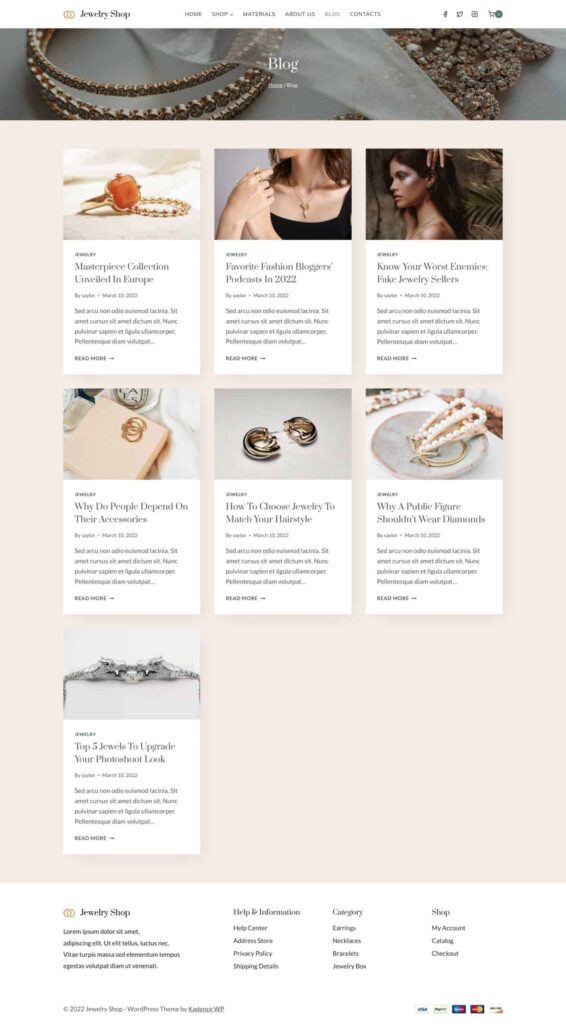 Jewelry Shop
HOME SHOP MATERIALS ABOUT US BLOG CONTACTS
Blog
Home / Blog
JEWELRY
Masterpiece Collection
Unveiled In Europe
By saylor • March 10, 2022
Sed arcu non odio euismod lacinia. Sit
amet cursus sit amet dictum sit. Nunc
pulvinar sapien et ligula ullamcorper.
Pellentesque diam volutpat...
READ MORE →
JEWELRY
Favorite Fashion Bloggers'
Podcasts In 2022
By saylor • March 10, 2022
Sed arcu non odio euismod lacinia. Sit
amet cursus sit amet dictum sit. Nunc
pulvinar sapien et ligula ullamcorper.
Pellentesque diam volutpat...
READ MORE →
JEWELRY
Know Your Worst Enemies:
Fake Jewelry Sellers
By saylor • March 10, 2022
Sed arcu non odio euismod lacinia. Sit
amet cursus sit amet dictum sit. Nunc
pulvinar sapien et ligula ullamcorper.
Pellentesque diam volutpat...
READ MORE →
JEWELRY
Why Do People Depend On
Their Accessories
By saylor • March 10, 2022
Sed arcu non odio euismod lacinia. Sit
amet cursus sit amet dictum sit. Nunc
pulvinar sapien et ligula ullamcorper.
Pellentesque diam volutpat...
READ MORE →
JEWELRY
How To Choose Jewelry To
Match Your Hairstyle
By saylor • March 10, 2022
Sed arcu non odio euismod lacinia. Sit
amet cursus sit amet dictum sit. Nunc
pulvinar sapien et ligula ullamcorper.
Pellentesque diam volutpat...
READ MORE →
JEWELRY
Why A Public Figure
Shouldn't Wear Diamonds
By saylor • March 10, 2022
Sed arcu non odio euismod lacinia. Sit
amet cursus sit amet dictum sit. Nunc
pulvinar sapien et ligula ullamcorper.
Pellentesque diam volutpat...
READ MORE →
JEWELRY
Top 5 Jewels To Upgrade
Your Photoshoot Look
By saylor • March 10, 2022
Sed arcu non odio euismod lacinia. Sit
amet cursus sit amet dictum sit. Nunc
pulvinar sapien et ligula ullamcorper.
Pellentesque diam volutpat...
READ MORE →
Jewelry Shop
Lorem ipsum dolor sit amet,
adipiscing elit. Ut elit tellus, luctus nec.
Vitae turpis massa sed elementum tempus
egestas volutpat diam ut venenati.
Help & Information
Help Center
Address Store
Privacy Policy
Shipping Details
Category
Earrings
Necklaces
Bracelets
Jewelry Box
Shop
My Account
Catalog
Checkout
© 2022 Jewelry Shop - WordPress Theme by Kadence WP
VISA PayPal